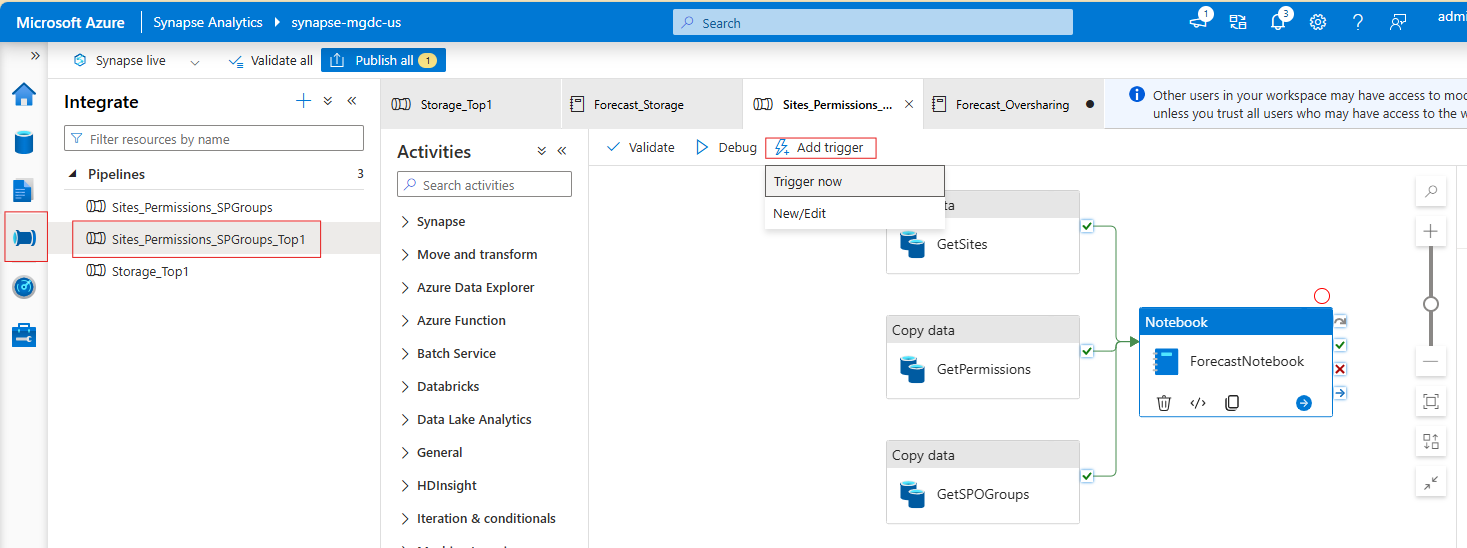 Microsoft Azure
Synapse Analytics
synapse-mgdc-us
Search
1
3
Synapse live
Validate all
Publish all
1
Integrate
Filter resources by name
Pipelines
3
Sites_Permissions_SPGroups
Sites_Permissions_SPGroups_Top1
Storage_Top1
Storage_Top1
Forecast_Storage
Sites_Permissions_...
Forecast_Oversharing
Other users in your workspace may have access to
unless you trust all users who may have access to the
Activities
Search activities
Synapse
Move and transform
Azure Data Explorer
Azure Function
Batch Service
Databricks
Data Lake Analytics
General
HDInsight
Iteration & conditionals
Validate
Debug
Add trigger
Trigger now
New/Edit
GetSites
Copy data
GetPermissions
Copy data
GetSPOGroups
Notebook
ForecastNotebook